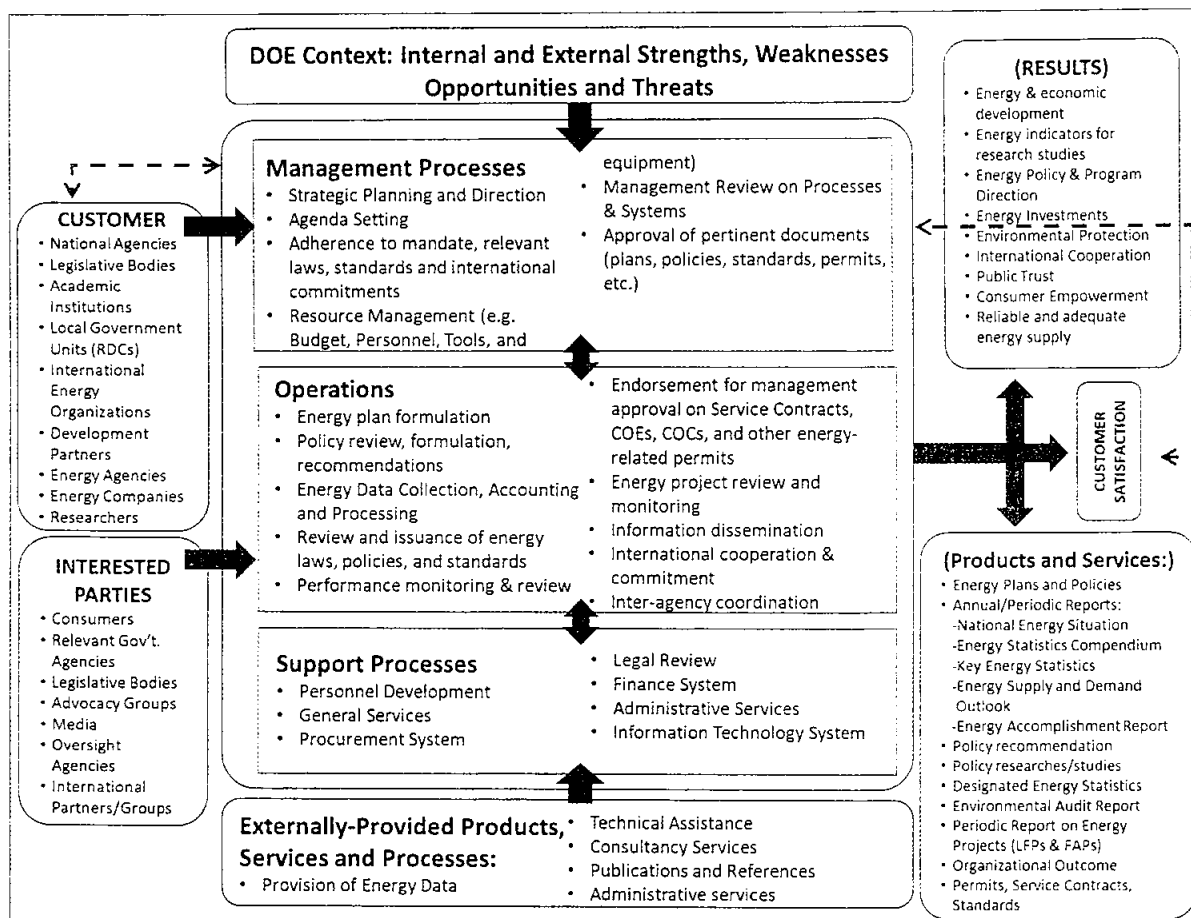 DOE Context: Internal and External Strengths, Weaknesses
Opportunities and Threats
CUSTOMER
• National Agencies
• Legislative Bodies
• Academic
Institutions
• Local Government
Units (RDCs)
• International
Energy
Organizations
• Development
Partners
• Energy Agencies
• Energy Companies
• Researchers
INTERESTED
PARTIES
• Consumers
• Relevant Gov't.
Agencies
• Legislative Bodies
• Advocacy Groups
• Media
• Oversight
Agencies
• International
Partners/Groups
Management Processes
• Strategic Planning and Direction
• Agenda Setting
• Adherence to mandate, relevant
laws, standards and international
commitments
• Resource Management (e.g.
Budget, Personnel, Tools, and
equipment)
• Management Review on Processes
& Systems
• Approval of pertinent documents
(plans, policies, standards, permits,
etc.)
Operations
• Energy plan formulation
• Policy review, formulation,
recommendations
• Energy Data Collection, Accounting
and Processing
• Review and issuance of energy
laws, policies, and standards
• Performance monitoring & review
• Endorsement for management
approval on Service Contracts,
COEs, COCs, and other energy-
related permits
• Energy project review and
monitoring
• Information dissemination
• International cooperation &
commitment
• Inter-agency coordination
Support Processes
• Personnel Development
• General Services
• Procurement System
• Legal Review
• Finance System
• Administrative Services
• Information Technology System
Externally-Provided Products,
Services and Processes:
• Provision of Energy Data
• Technical Assistance
• Consultancy Services
• Publications and References
• Administrative services
(RESULTS)
• Energy & economic
development
• Energy indicators for
research studies
• Energy Policy & Program
Direction
• Energy Investments
• Environmental Protection
• International Cooperation
• Public Trust
• Consumer Empowerment
• Reliable and adequate
energy supply
CUSTOMER
SATISFACTION
(Products and Services:)
• Energy Plans and Policies
• Annual/Periodic Reports:
-National Energy Situation
-Energy Statistics Compendium
-Key Energy Statistics
-Energy Supply and Demand
Outlook
-Energy Accomplishment Report
• Policy recommendation
• Policy researches/studies
• Designated Energy Statistics
• Environmental Audit Report
• Periodic Report on Energy
Projects (LFPs & FAPs)
• Organizational Outcome
• Permits, Service Contracts,
Standards